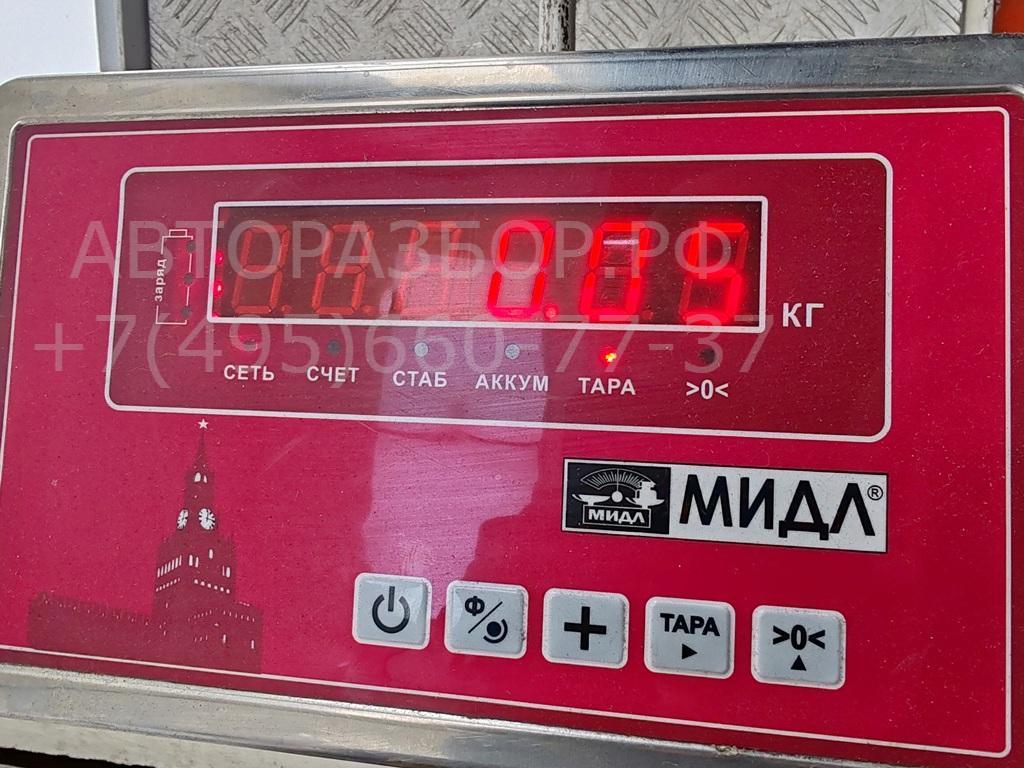 АВТОРАЗБОР.РФ
+7(495)660-77-37
заряд
0.05
КГ
СЕТЬ СЧЕТ СТАБ АККУМ ТАРА >0<
МИДЛ МИДЛ®
Ф ТАРА >0<